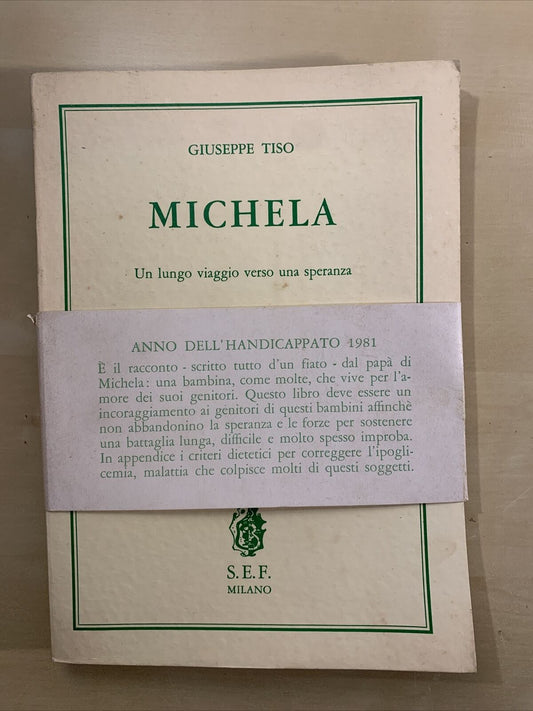 GIUSEPPE TISO
MICHELA
Un lungo viaggio verso una speranza
ANNO DELL'HANDICAPPATO 1981
È il racconto - scritto tutto d'un fiato - dal papà di
Michela: una bambina, come molte, che vive per l'a-
more dei suoi genitori. Questo libro deve essere un
incoraggiamento ai genitori di questi bambini affinchè
non abbandonino la speranza e le forze per sostenere
una battaglia lunga, difficile e molto spesso improba.
In appendice i criteri dietetici per correggere l'ipogli-
cemia, malattia che colpisce molti di questi soggetti.
S.E.F.
MILANO